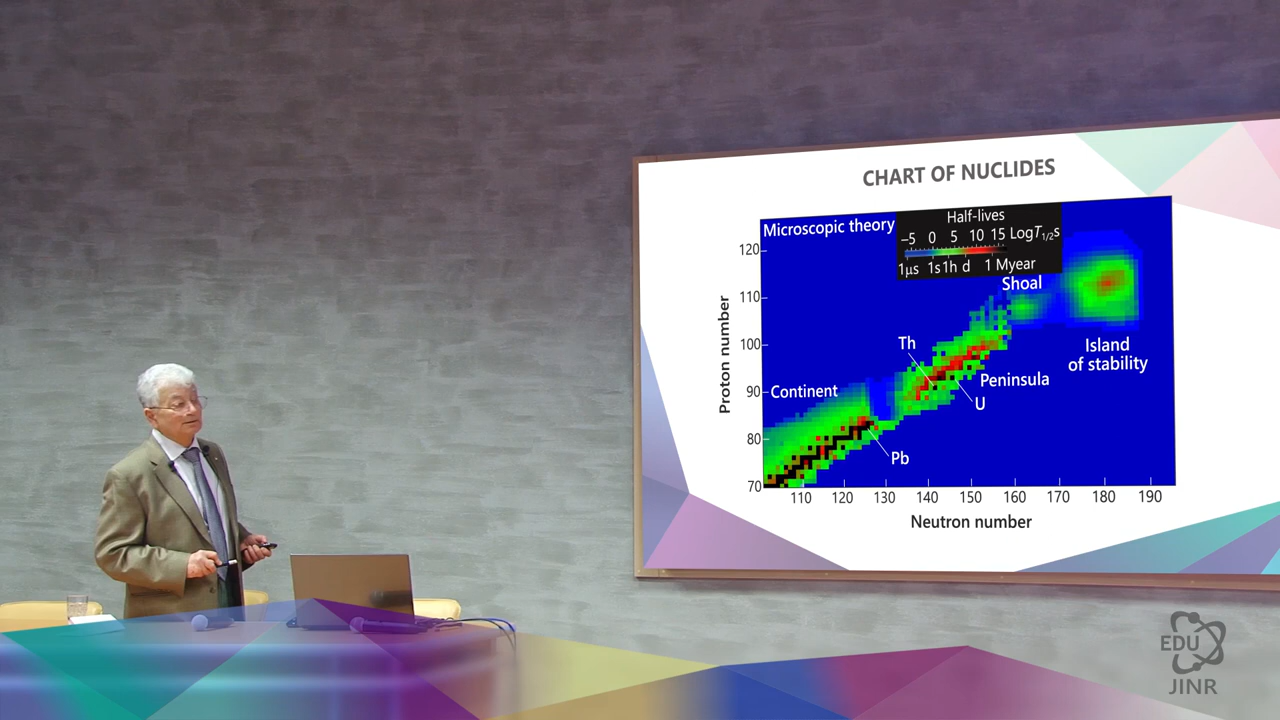 CHART OF NUCLIDES
Microscopic theory
Half-lives
–5 0 5 10 15 LogT1/2s
1μs 1s 1h d 1 Myear
Shoal
Island
of stability
Th
Peninsula
U
Continent
Pb
Proton number
120
110
100
90
80
70
110 120 130 140 150 160 170 180 190
Neutron number
EDU
JINR